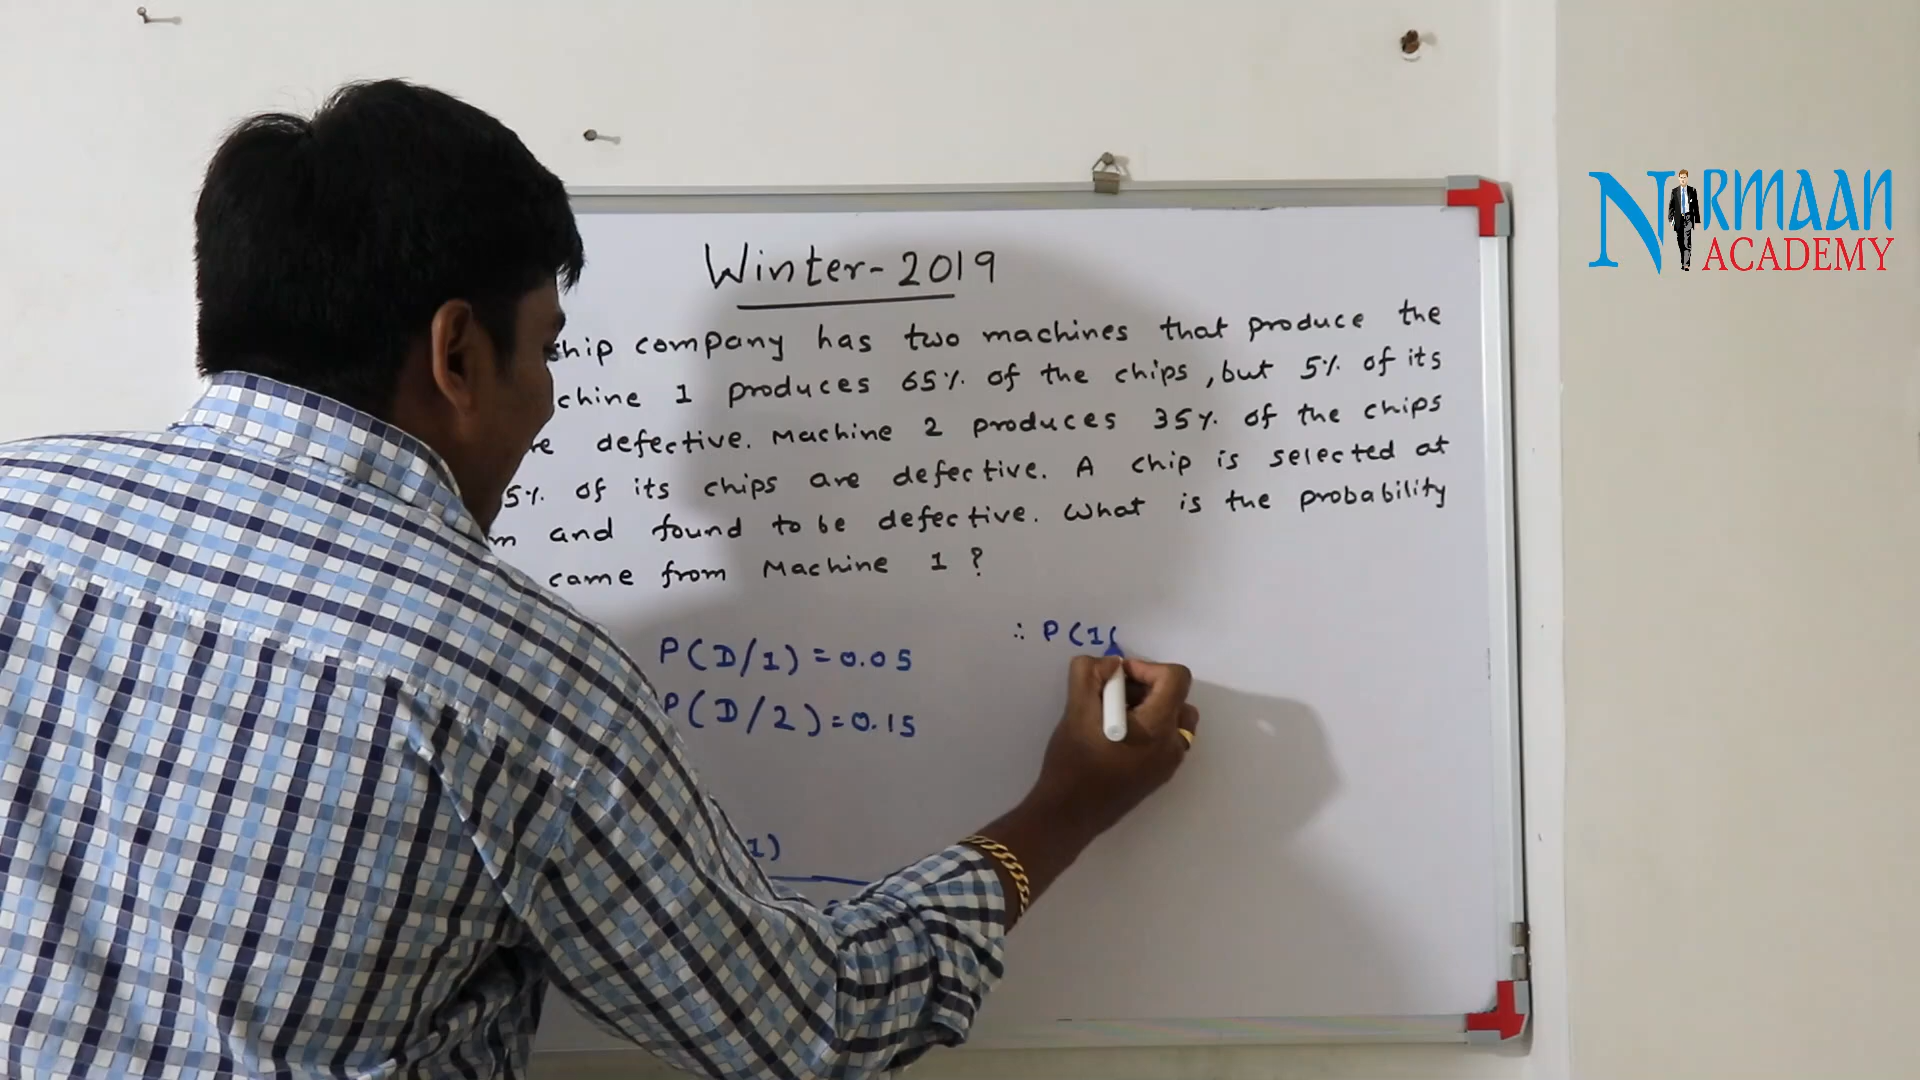 Winter-2019
chip company has two machines that produce the
chine 1 produces 65% of the chips, but 5% of its
re defective. Machine 2 produces 35% of the chips
5% of its chips are defective. A chip is selected at
m and found to be defective. What is the probability
came from Machine 1 ?
P(D/1) = 0.05
P(D/2) = 0.15
1)
∴ P(1(
NIRMAAN
ACADEMY